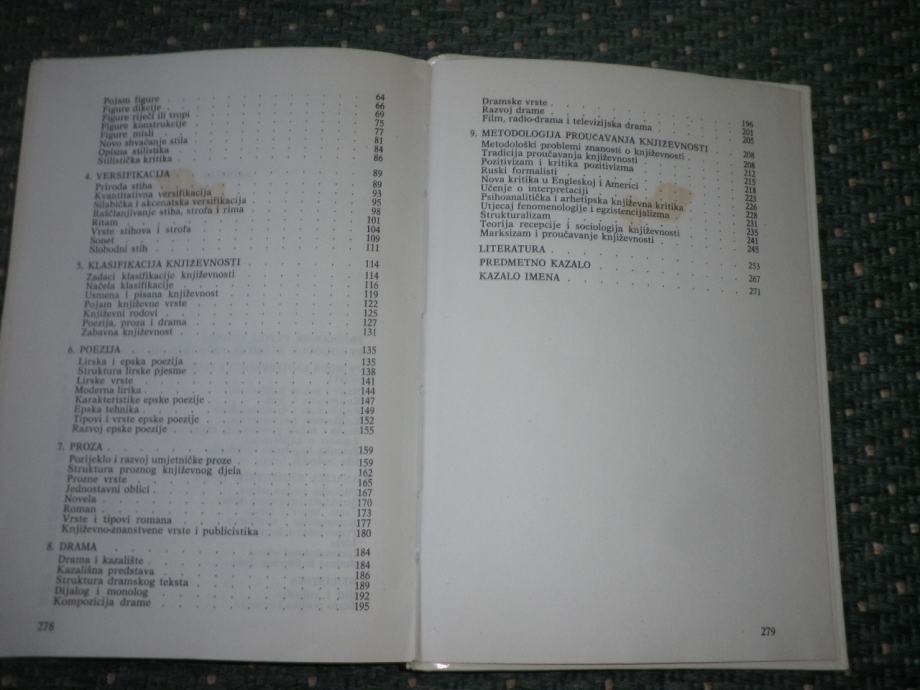 Pojam figure . . . 64
Figure dikcije . . . 66
Figure riječi ili tropi . . . 69
Figure konstrukcije . . . 75
Figure misli . . . 77
Novo shvaćanje stila . . . 81
Opisna stilistika . . . 84
Stilistička kritika . . . 86
4. VERSIFIKACIJA . . . 89
Priroda stiha . . . 89
Kvantitativna versifikacija . . . 93
Silabička i akcenatska versifikacija . . . 95
Raščlanjivanje stiha, strofa i rima . . . 98
Ritam . . . 101
Vrste stihova i strofa . . . 104
Sonet . . . 109
Slobodni stih . . . 111
5. KLASIFIKACIJA KNJIŽEVNOSTI . . . 114
Zadaci klasifikacije književnosti . . . 114
Načela klasifikacije . . . 116
Usmena i pisana književnost . . . 119
Pojam književne vrste . . . 122
Književni rodovi . . . 125
Poezija, proza i drama . . . 127
Zabavna književnost . . . 131
6. POEZIJA . . . 135
Lirska i epska poezija . . . 135
Struktura lirske pjesme . . . 138
Lirske vrste . . . 141
Moderna lirika . . . 144
Karakteristike epske poezije . . . 147
Epska tehnika . . . 149
Tipovi i vrste epske poezije . . . 152
Razvoj epske poezije . . . 155
7. PROZA . . . 159
Porijeklo i razvoj umjetničke proze . . . 159
Struktura proznog književnog djela . . . 162
Prozne vrste . . . 165
Jednostavni oblici . . . 167
Novela . . . 170
Roman . . . 173
Vrste i tipovi romana . . . 177
Književno-znanstvene vrste i publicistika . . . 180
8. DRAMA . . . 184
Drama i kazalište . . . 184
Kazališna predstava . . . 186
Struktura dramskog teksta . . . 189
Dijalog i monolog . . . 192
Kompozicija drame . . . 195
278
Dramske vrste . . . 196
Razvoj drame . . . 201
Film, radio-drama i televizijska drama . . . 205
9. METODOLOGIJA PROUČAVANJA KNJIŽEVNOSTI . . . 208
Metodološki problemi znanosti o književnosti . . . 208
Tradicija proučavanja književnosti . . . 212
Pozitivizam i kritika pozitivizma . . . 215
Ruski formalisti . . . 218
Nova kritika u Engleskoj i Americi . . . 223
Učenje o interpretaciji . . . 226
Psihoanalitička i arhetipska književna kritika . . . 228
Utjecaj fenomenologije i egzistencijalizma . . . 231
Strukturalizam . . . 235
Teorija recepcije i sociologija književnosti . . . 241
Marksizam i proučavanje književnosti . . . 245
LITERATURA . . . 253
PREDMETNO KAZALO . . . 267
KAZALO IMENA . . . 271
279